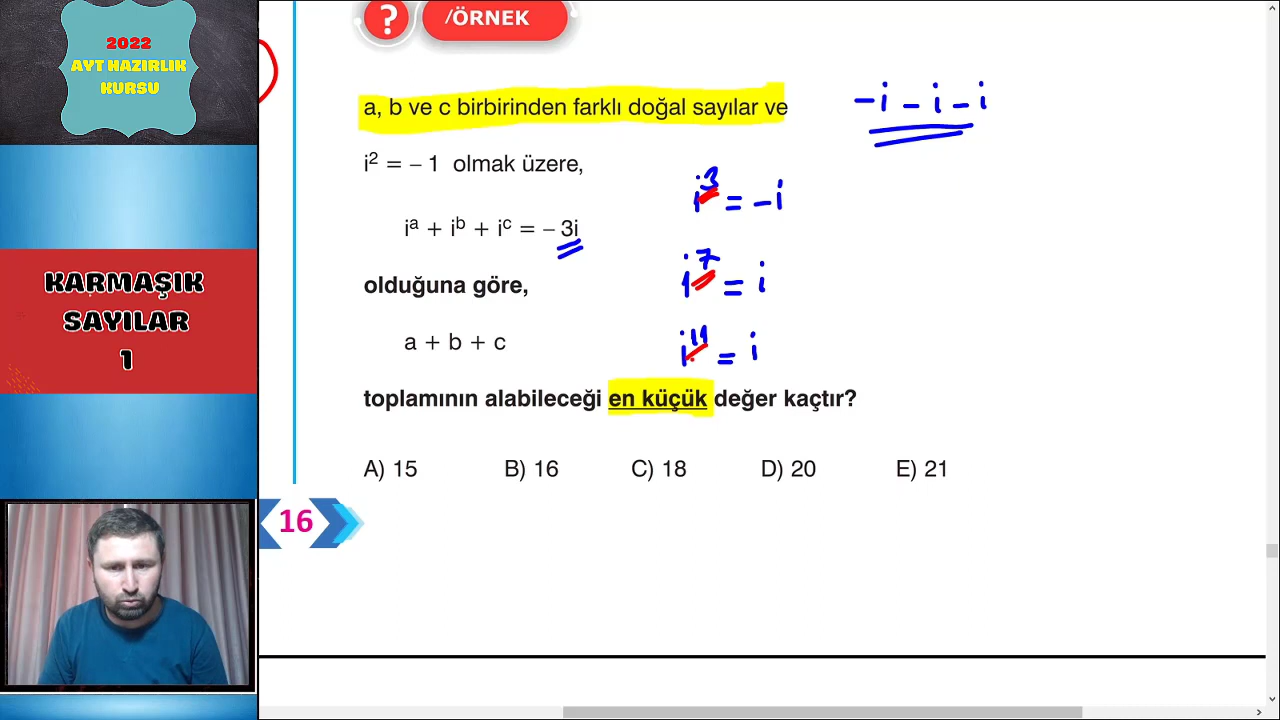 2022
AYT HAZIRLIK
KURSU
KARMAŞIK
SAYILAR
1
?
/ÖRNEK
a, b ve c birbirinden farklı doğal sayılar ve
i² = – 1 olmak üzere,
iᵃ + iᵇ + iᶜ = – 3i
olduğuna göre,
a + b + c
toplamının alabileceği en küçük değer kaçtır?
A) 15 B) 16 C) 18 D) 20 E) 21
16
-i - i - i
i³ = -i
i⁷ = i
i¹¹ = i